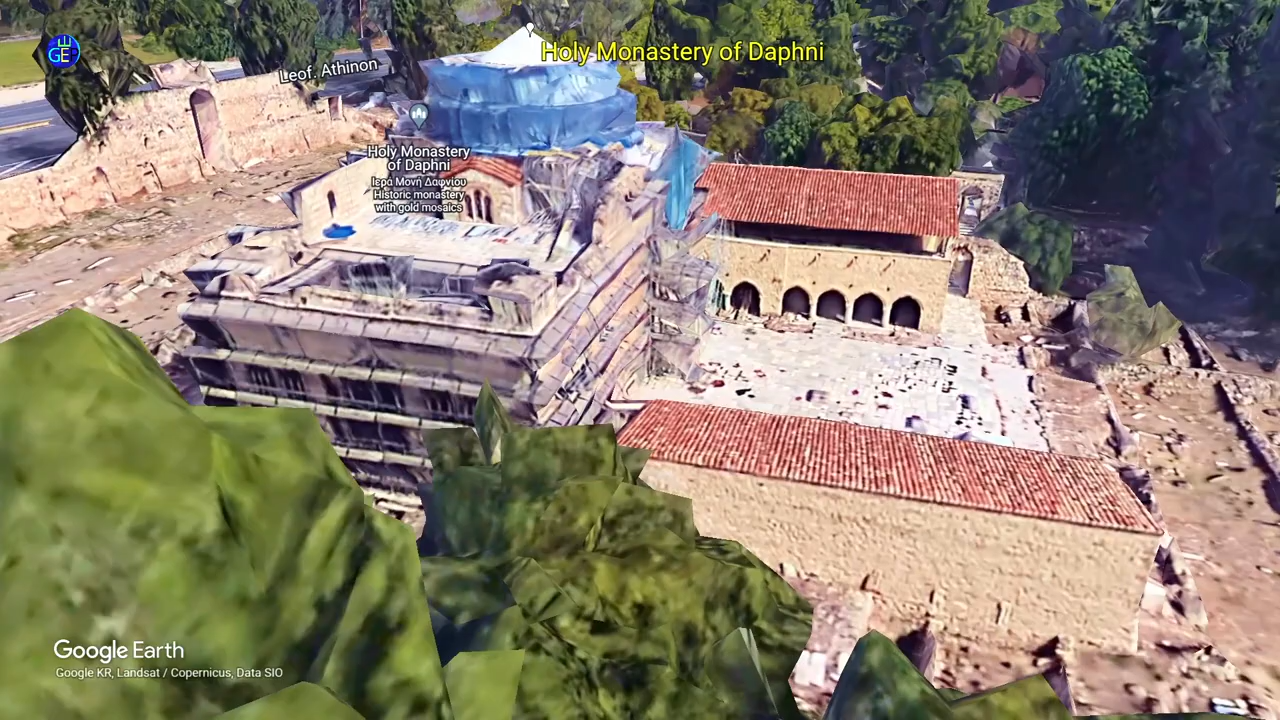 GEP
Holy Monastery of Daphni
Leof. Athinon
Holy Monastery
of Daphni
Ιερά Μονή Δαφνίου
Historic monastery
with gold mosaics
Google Earth
Google KR, Landsat / Copernicus, Data SIO